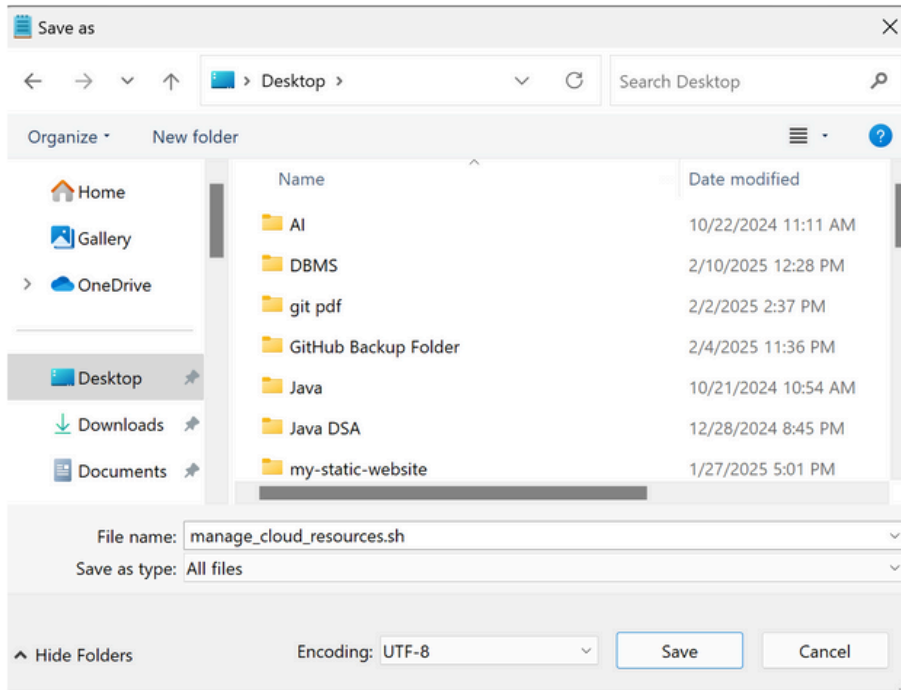 Save as
Desktop
Search Desktop
Organize New folder
Name Date modified
Home
Gallery
OneDrive
Desktop
Downloads
Documents
AI 10/22/2024 11:11 AM
DBMS 2/10/2025 12:28 PM
git pdf 2/2/2025 2:37 PM
GitHub Backup Folder 2/4/2025 11:36 PM
Java 10/21/2024 10:54 AM
Java DSA 12/28/2024 8:45 PM
my-static-website 1/27/2025 5:01 PM
File name: manage_cloud_resources.sh
Save as type: All files
Hide Folders Encoding: UTF-8 Save Cancel